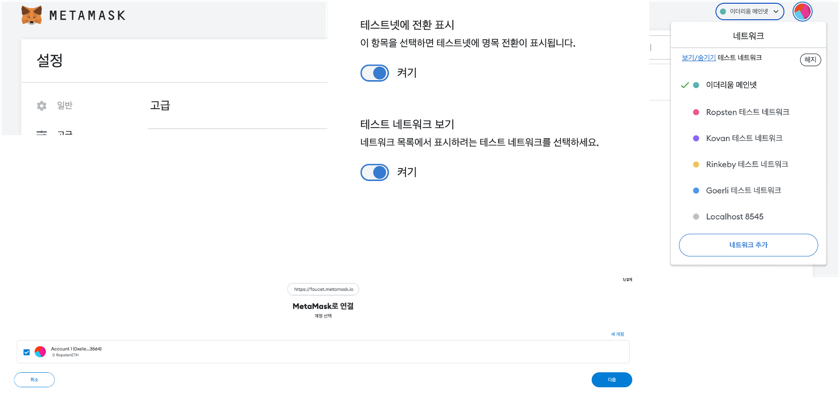 METAMASK
설정
일반
고급
고급
테스트넷에 전환 표시
이 항목을 선택하면 테스트넷에 명목 전환이 표시됩니다.
켜기
테스트 네트워크 보기
네트워크 목록에서 표시하려는 테스트 네트워크를 선택하세요.
켜기
이더리움 메인넷
네트워크
보기/숨기기 테스트 네트워크
해지
이더리움 메인넷
Ropsten 테스트 네트워크
Kovan 테스트 네트워크
Rinkeby 테스트 네트워크
Goerli 테스트 네트워크
Localhost 8545
네트워크 추가
1/2개
https://faucet.metamask.io
MetaMask로 연결
계정 선택
새 계정
Account 1 (0xe1e...3564)
0 RopstenETH
취소
다음